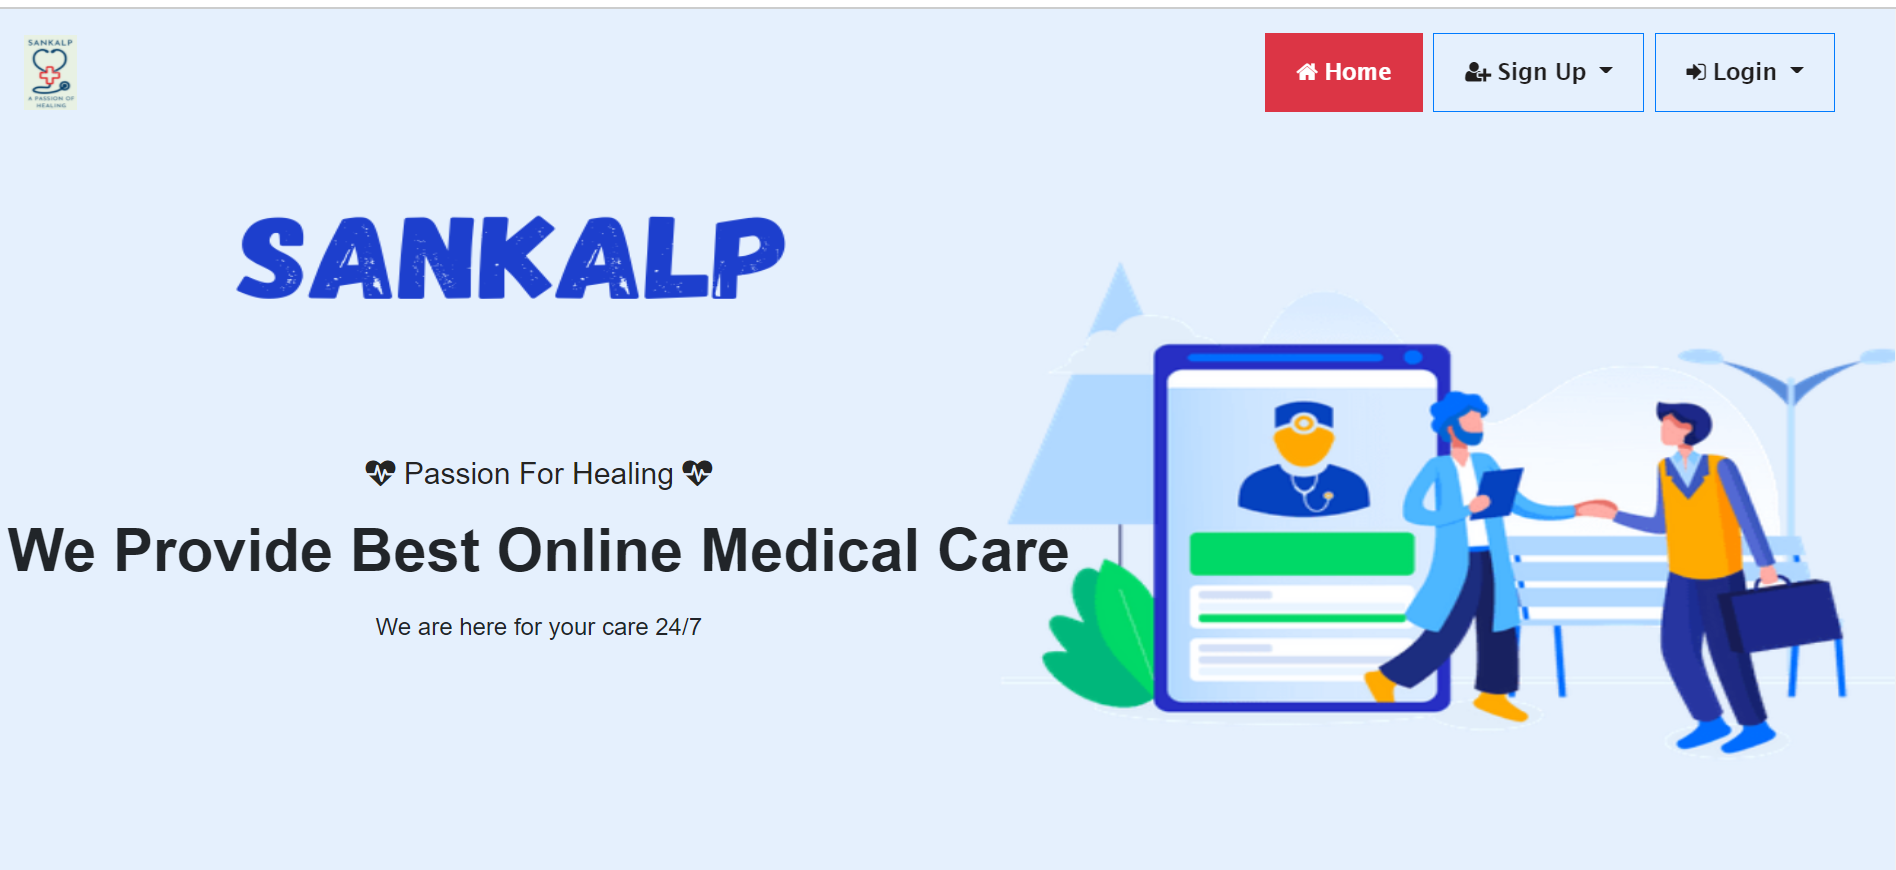 SANKALP
A PASSION OF
HEALING
Home
Sign Up
Login
SANKALP
Passion For Healing
We Provide Best Online Medical Care
We are here for your care 24/7